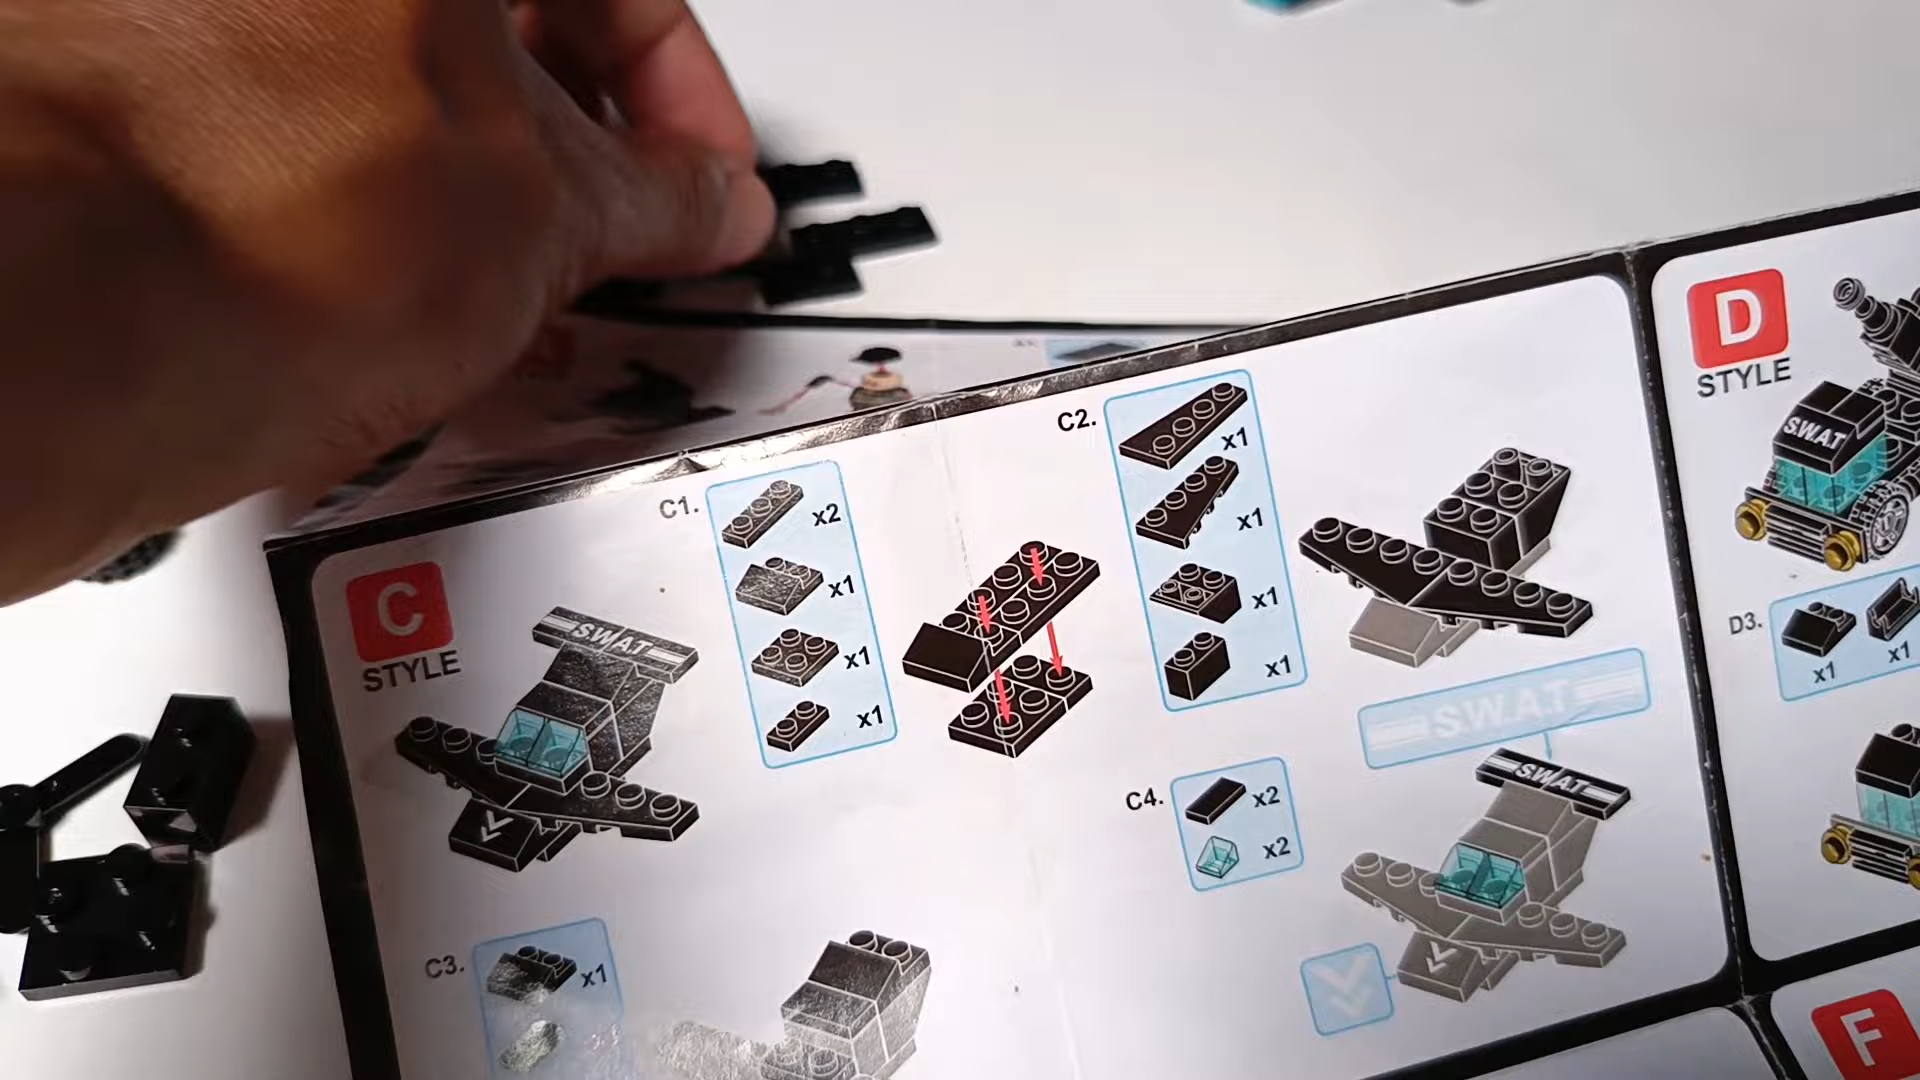 C
STYLE
S.W.A.T
C1.
x2
x1
x1
x1
C2.
x1
x1
x1
x1
S.W.A.T
C3.
x1
C4.
x2
x2
S.W.A.T
D
STYLE
S.W.A.T
D3.
x1
x1
F